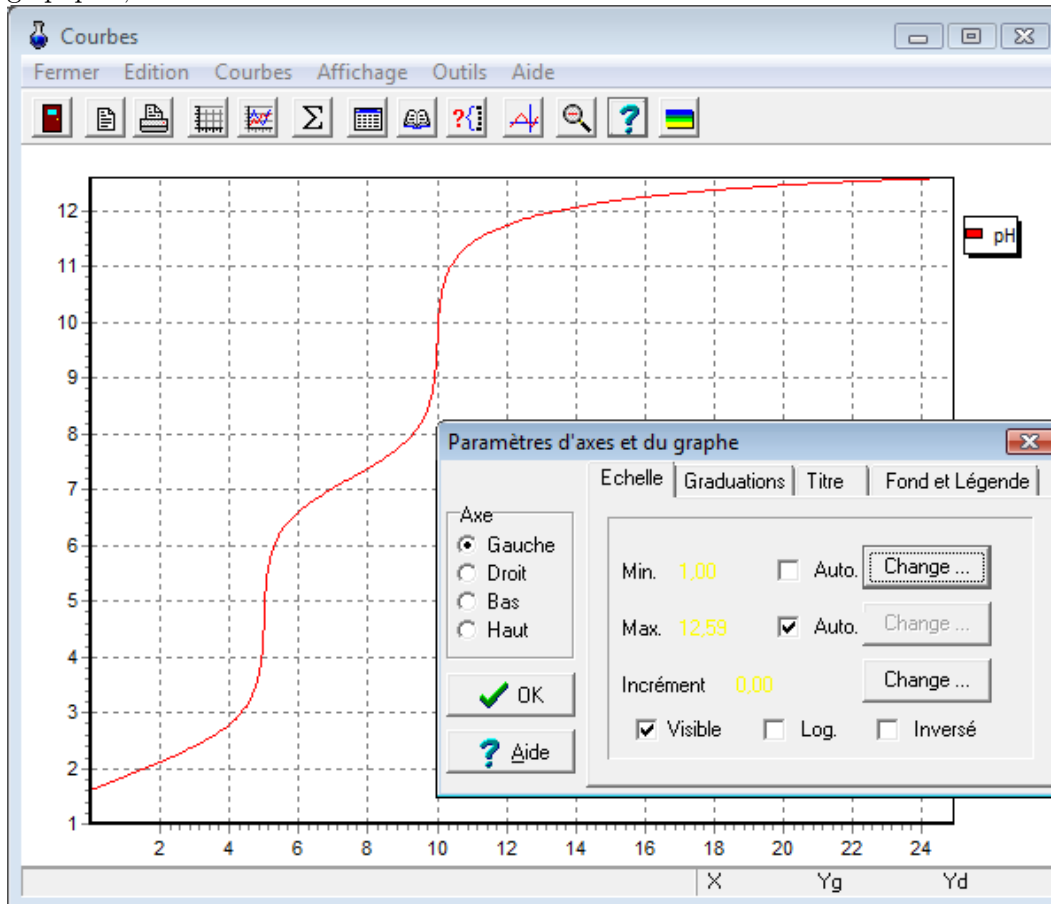 Courbes
Fermer Edition Courbes Affichage Outils Aide
12
11
10
9
8
7
6
5
4
3
2
1
2 4 6 8 10 12 14 16 18 20 22 24
pH
Paramètres d'axes et du graphe
Echelle Graduations Titre Fond et Légende
Axe
Gauche
Droit
Bas
Haut
OK
Aide
Min. 1,00 Auto. Change ...
Max. 12,59 Auto. Change ...
Incrément 0,00 Change ...
Visible Log. Inversé
X Yg Yd